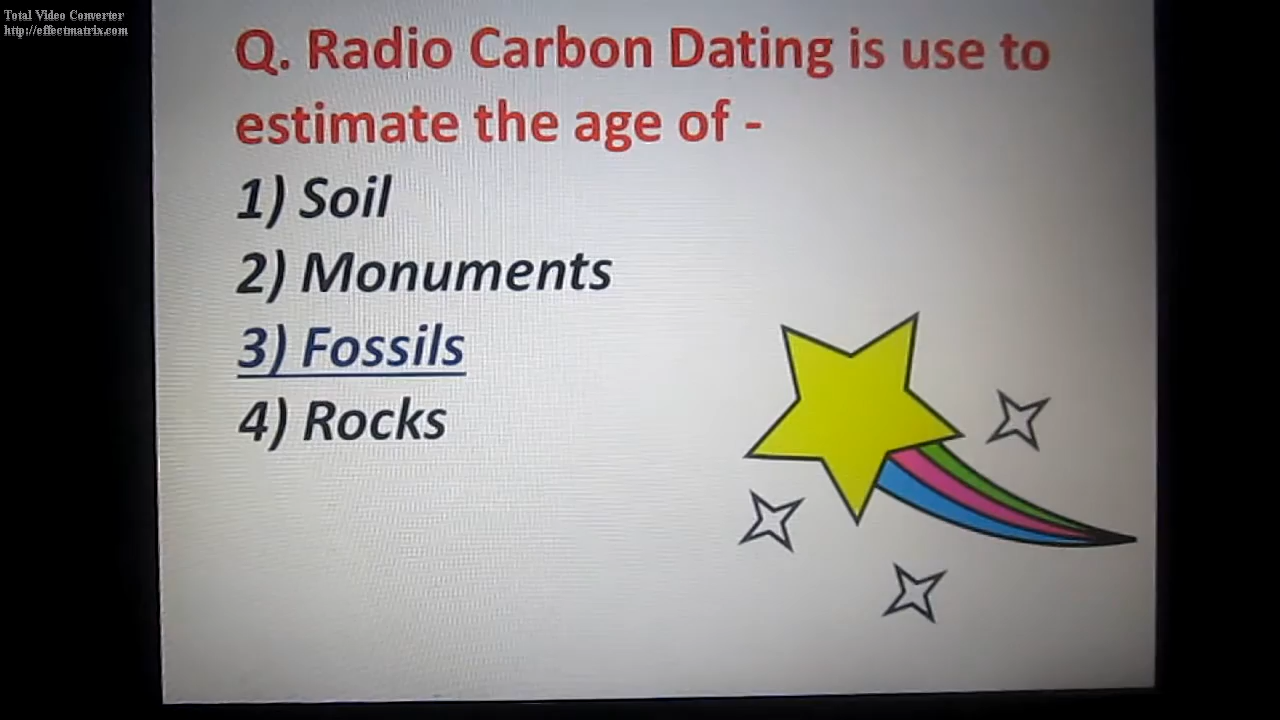 Total Video Converter
http://effectmatrix.com
Q. Radio Carbon Dating is use to
estimate the age of -
1) Soil
2) Monuments
3) Fossils
4) Rocks